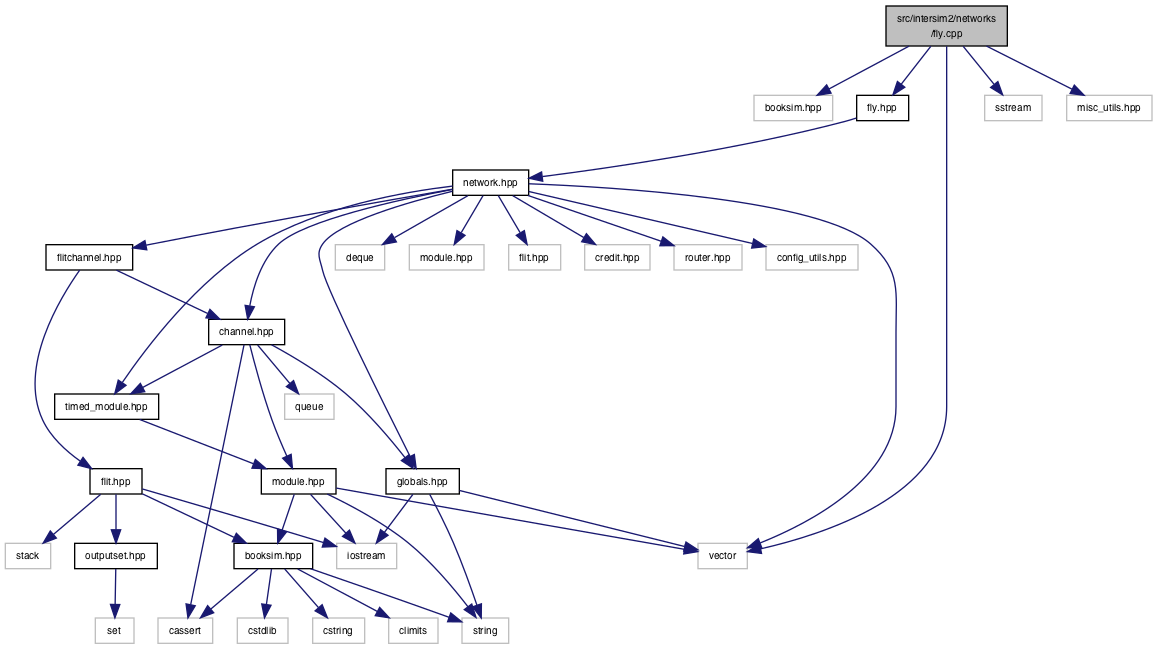 src/intersim2/networks
/fly.cpp
booksim.hpp
fly.hpp
sstream
misc_utils.hpp
network.hpp
flitchannel.hpp
deque
module.hpp
flit.hpp
credit.hpp
router.hpp
config_utils.hpp
channel.hpp
timed_module.hpp
queue
flit.hpp
module.hpp
globals.hpp
stack
outputset.hpp
booksim.hpp
iostream
vector
set
cassert
cstdlib
cstring
climits
string